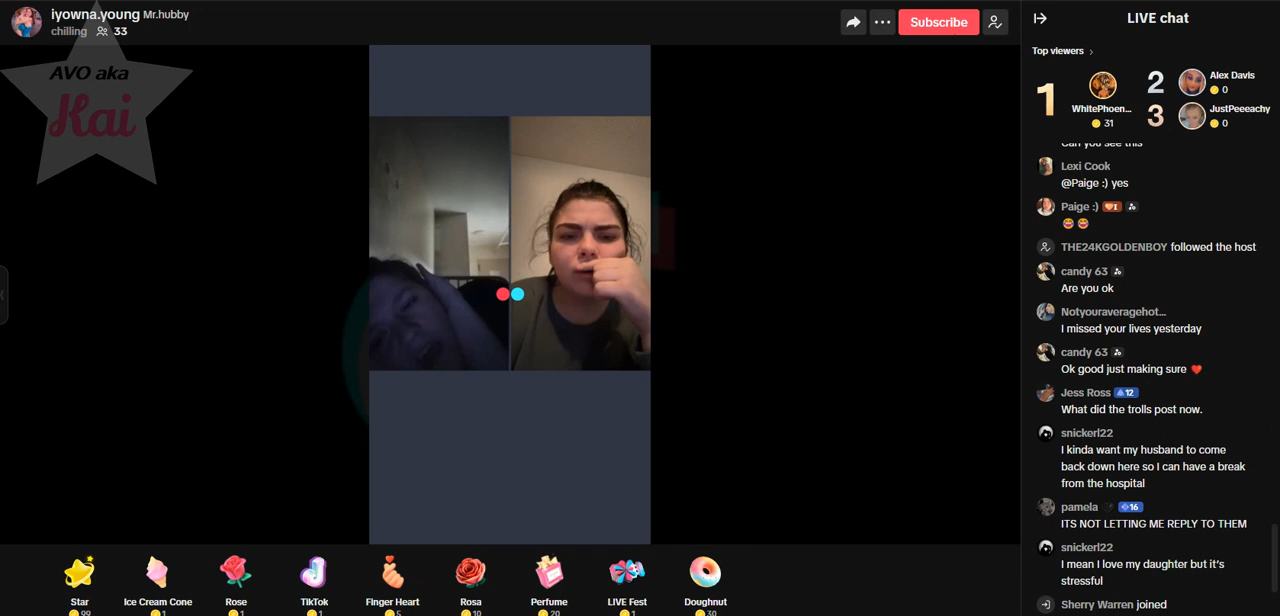 iyowna.young Mr.hubby
chilling 33
Subscribe
AVO aka
Kai
LIVE chat
Top viewers
1
WhitePhoen...
31
2
Alex Davis
0
3
JustPeeeachy
0
Can you see this
Lexi Cook
@Paige :) yes
Paige :) I
THE24KGOLDENBOY followed the host
candy 63
Are you ok
Notyouraveragehot...
I missed your lives yesterday
candy 63
Ok good just making sure
Jess Ross 12
What did the trolls post now.
snickerl22
I kinda want my husband to come
back down here so I can have a break
from the hospital
pamela 16
ITS NOT LETTING ME REPLY TO THEM
snickerl22
I mean I love my daughter but it's
stressful
Sherry Warren joined
Star
Ice Cream Cone
Rose
TikTok
Finger Heart
Rosa
Perfume
LIVE Fest
Doughnut
99
1
1
1
5
10
20
1
30